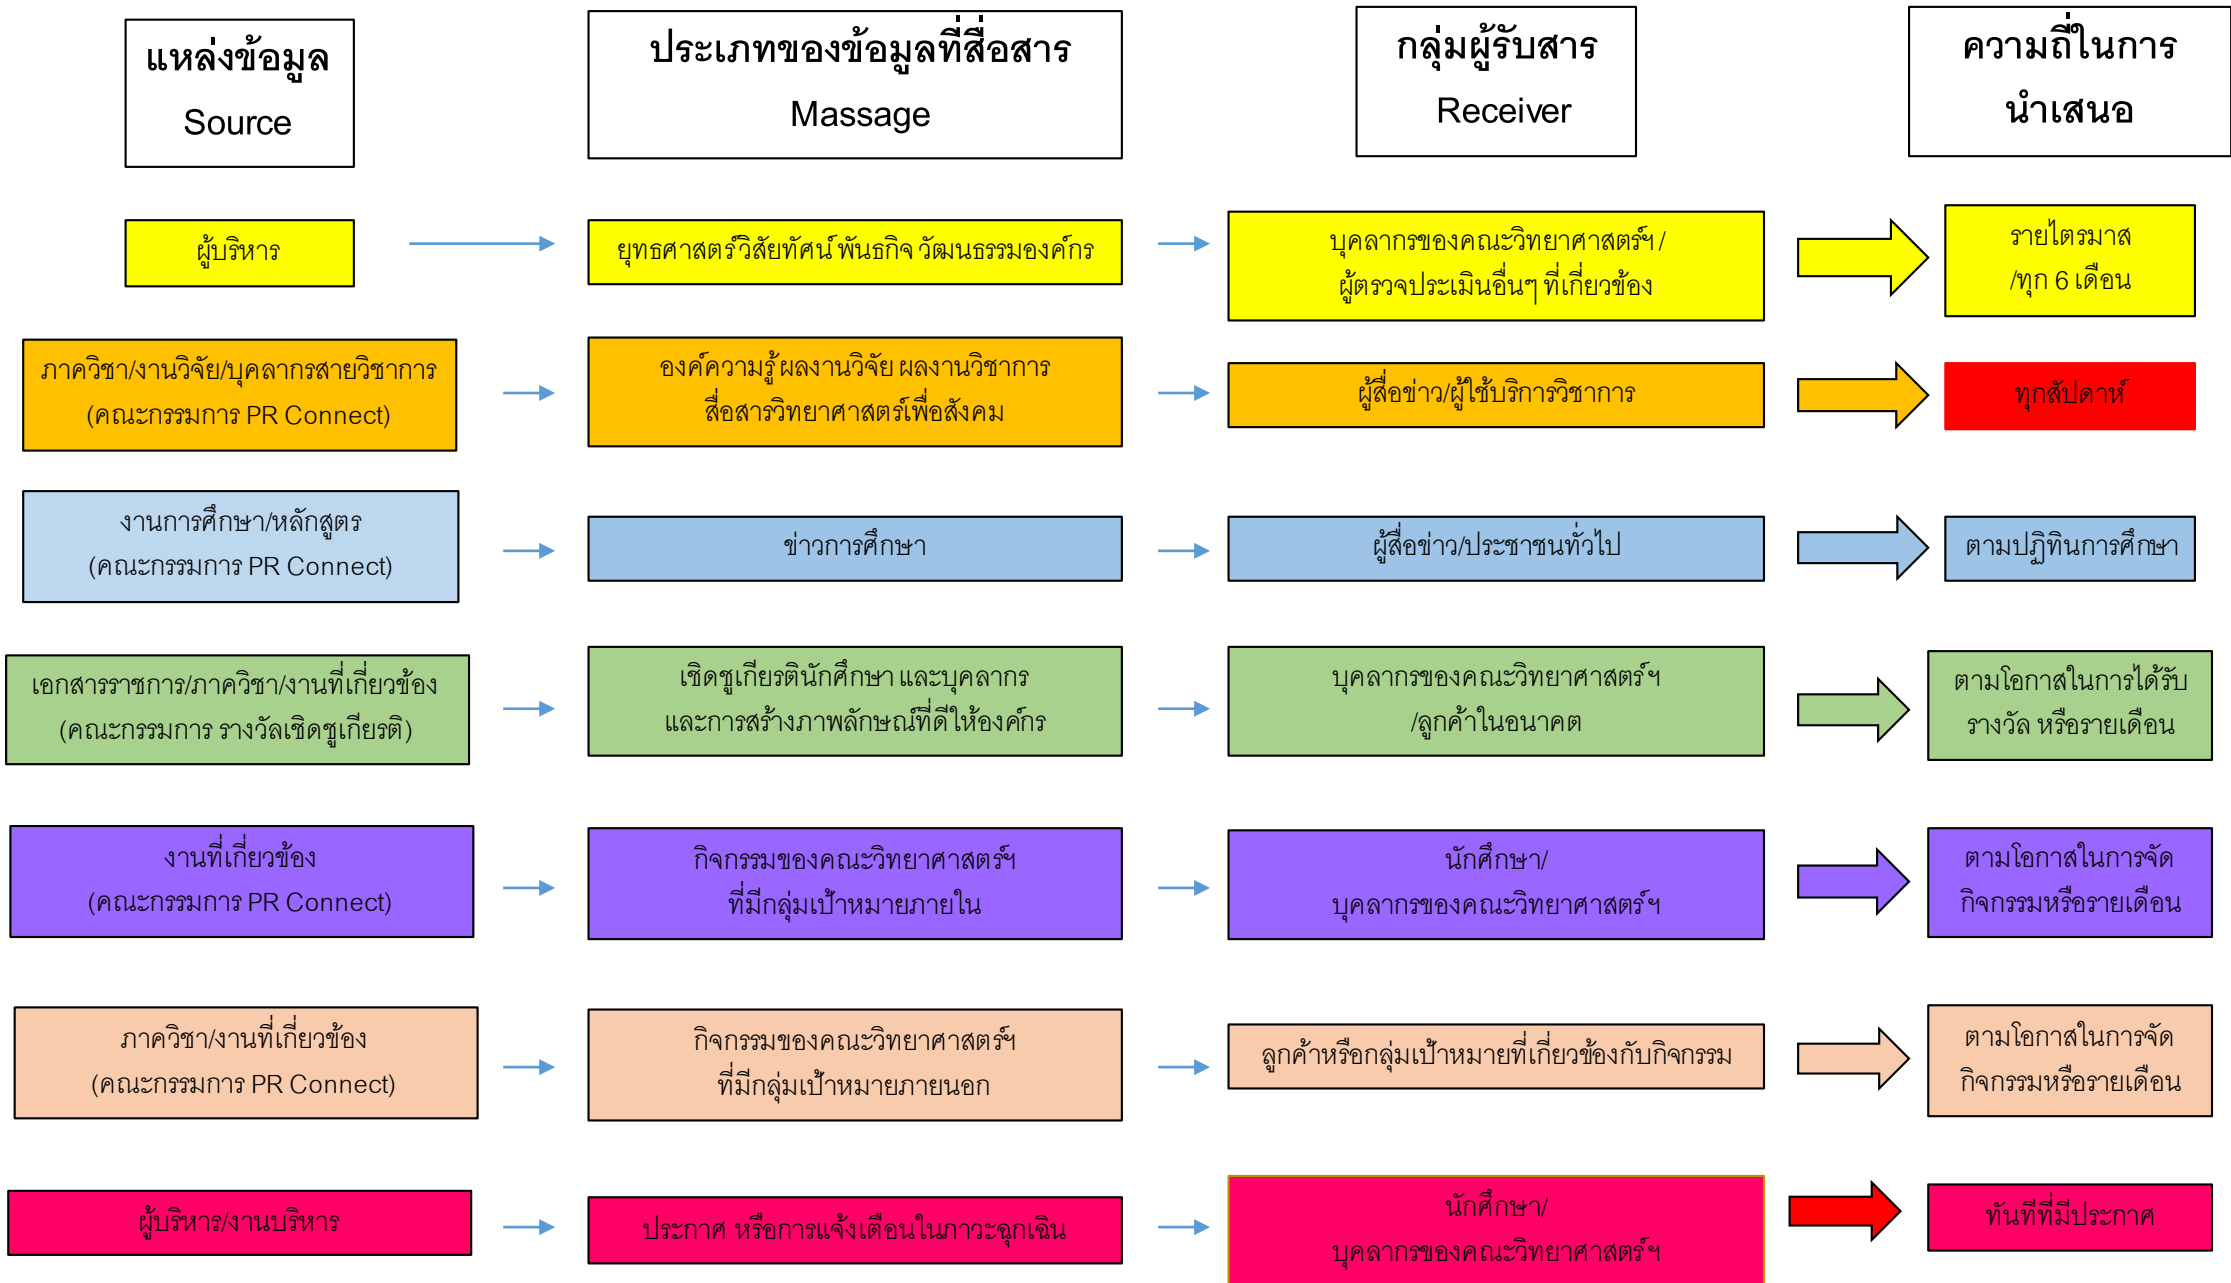 แหล่งข้อมูล
Source
ประเภทของข้อมูลที่สื่อสาร
Massage
กลุ่มผู้รับสาร
Receiver
ความถี่ในการ
นำเสนอ
ผู้บริหาร
ยุทธศาสตร์วิสัยทัศน์ พันธกิจ วัฒนธรรมองค์กร
บุคลากรของคณะวิทยาศาสตร์ฯ /
ผู้ตรวจประเมินอื่นๆ ที่เกี่ยวข้อง
รายไตรมาส
/ทุก 6 เดือน
ภาควิชา/งานวิจัย/บุคลากรสายวิชาการ
(คณะกรรมการ PR Connect)
องค์ความรู้ ผลงานวิจัย ผลงานวิชาการ
สื่อสารวิทยาศาสตร์เพื่อสังคม
ผู้สื่อข่าว/ผู้ใช้บริการวิชาการ
ทุกสัปดาห์
งานการศึกษา/หลักสูตร
(คณะกรรมการ PR Connect)
ข่าวการศึกษา
ผู้สื่อข่าว/ประชาชนทั่วไป
ตามปฏิทินการศึกษา
เอกสารราชการ/ภาควิชา/งานที่เกี่ยวข้อง
(คณะกรรมการ รางวัลเชิดชูเกียรติ)
เชิดชูเกียรตินักศึกษา และบุคลากร
และการสร้างภาพลักษณ์ที่ดีให้องค์กร
บุคลากรของคณะวิทยาศาสตร์ฯ
/ลูกค้าในอนาคต
ตามโอกาสในการได้รับ
รางวัล หรือรายเดือน
งานที่เกี่ยวข้อง
(คณะกรรมการ PR Connect)
กิจกรรมของคณะวิทยาศาสตร์ฯ
ที่มีกลุ่มเป้าหมายภายใน
นักศึกษา/
บุคลากรของคณะวิทยาศาสตร์ฯ
ตามโอกาสในการจัด
กิจกรรมหรือรายเดือน
ภาควิชา/งานที่เกี่ยวข้อง
(คณะกรรมการ PR Connect)
กิจกรรมของคณะวิทยาศาสตร์ฯ
ที่มีกลุ่มเป้าหมายภายนอก
ลูกค้าหรือกลุ่มเป้าหมายที่เกี่ยวข้องกับกิจกรรม
ตามโอกาสในการจัด
กิจกรรมหรือรายเดือน
ผู้บริหาร/งานบริหาร
ประกาศ หรือการแจ้งเตือนในภาวะฉุกเฉิน
นักศึกษา/
บุคลากรของคณะวิทยาศาสตร์ฯ
ทันทีที่มีประกาศ